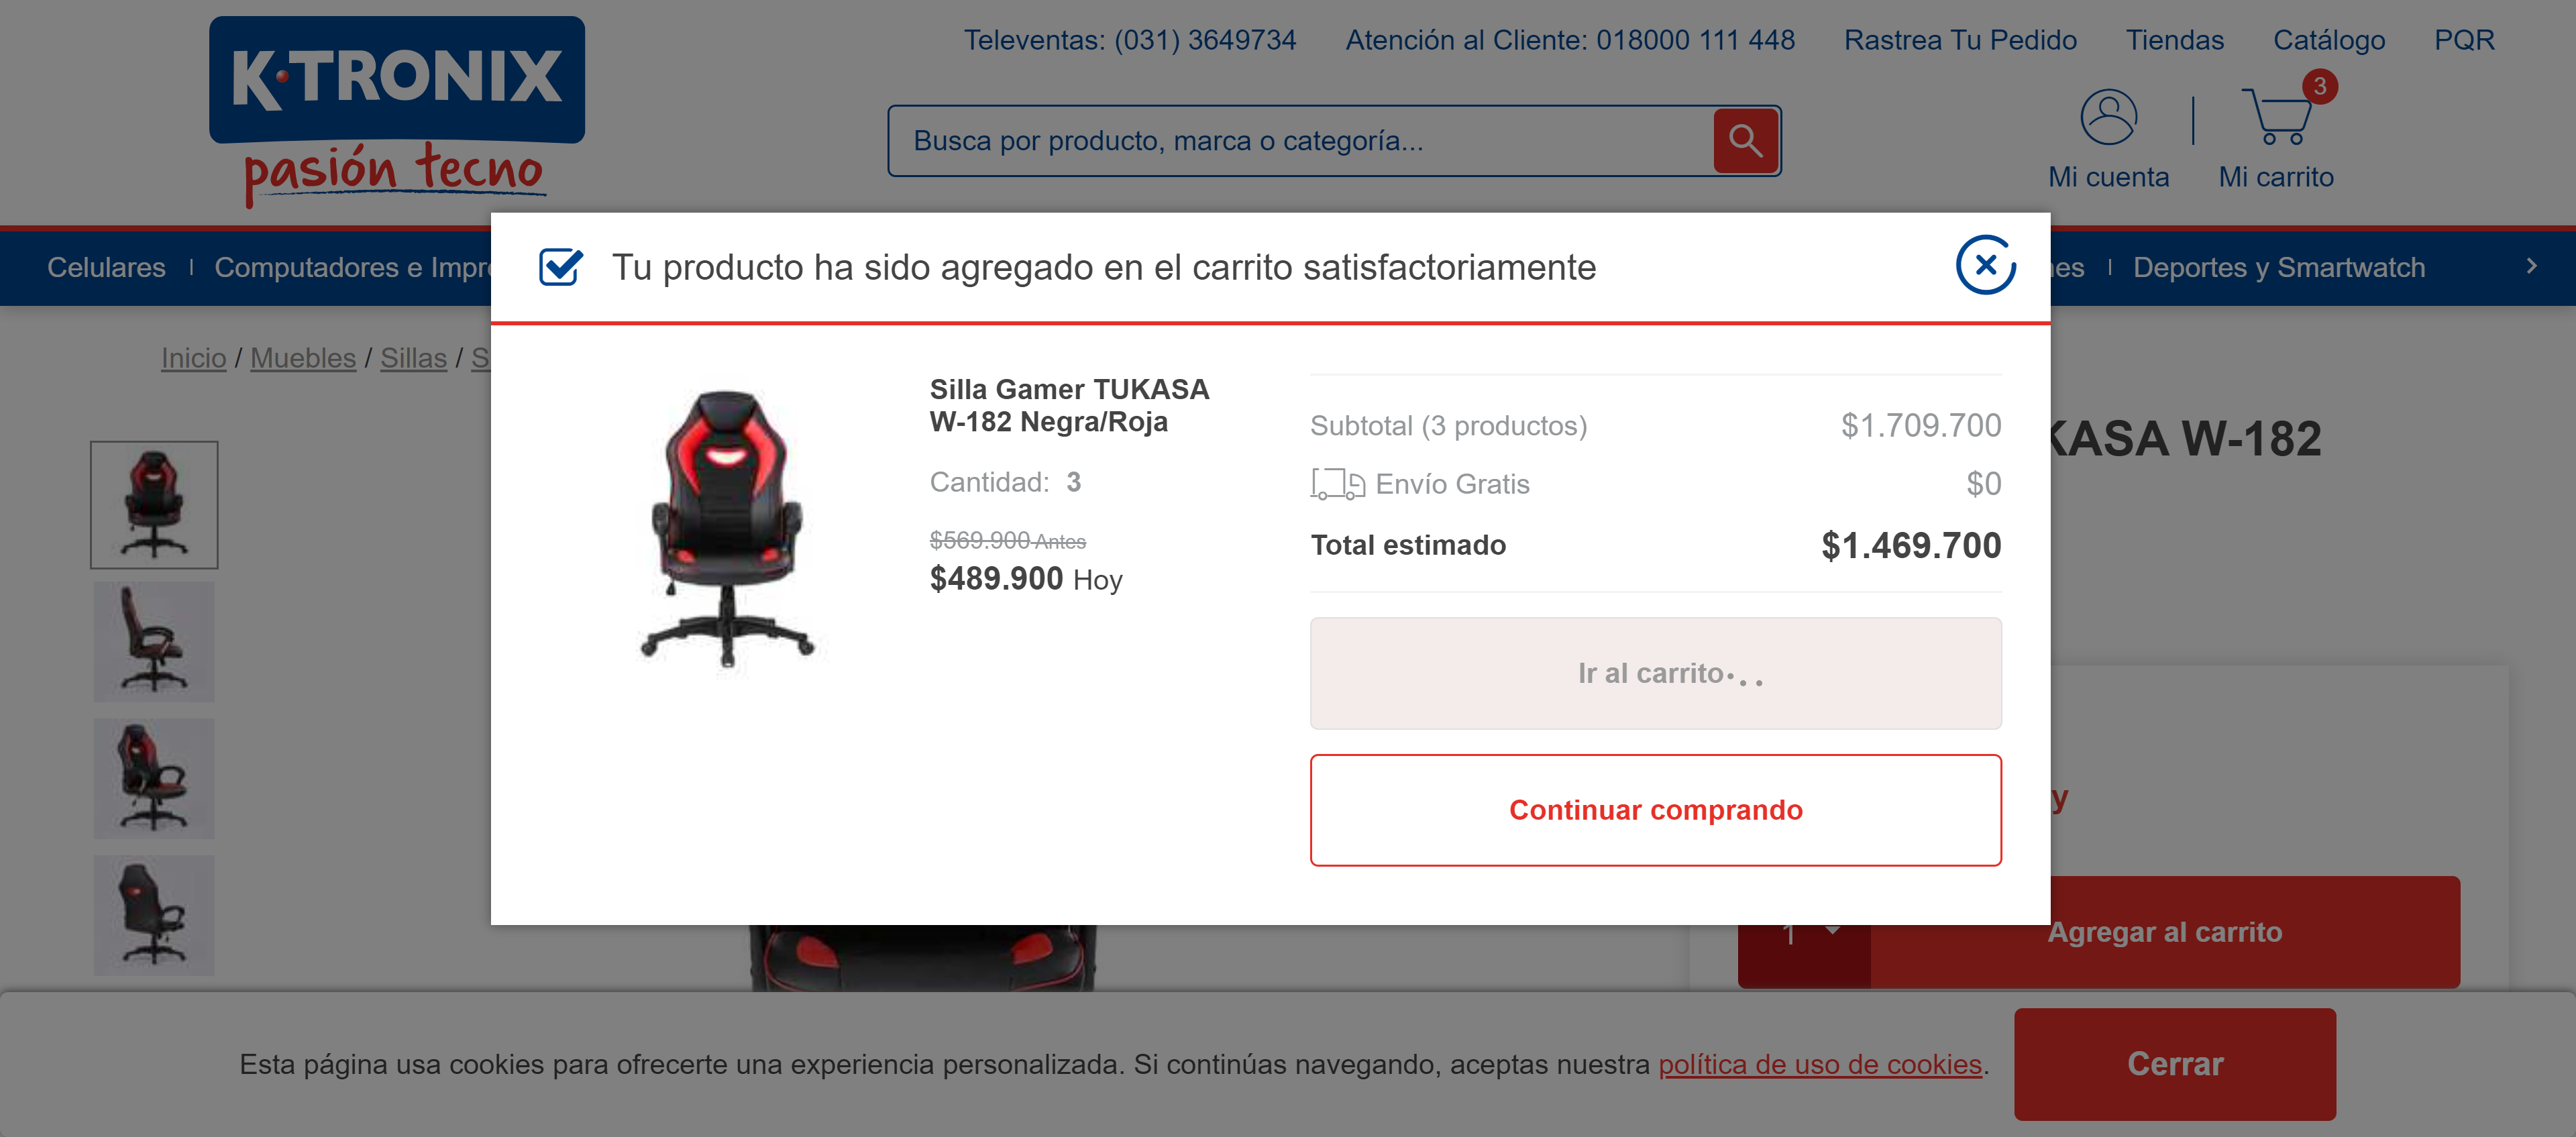 K·TRONIX
pasión tecno
Televentas: (031) 3649734 Atención al Cliente: 018000 111 448 Rastrea Tu Pedido Tiendas Catálogo PQR
Busca por producto, marca o categoría...
3
Mi cuenta
Mi carrito
Celulares
Computadores e
Deportes y Smartwatch
Inicio / Muebles / Sillas /
W-182
Tu producto ha sido agregado en el carrito satisfactoriamente
Silla Gamer TUKASA
W-182 Negra/Roja
Cantidad: 3
$569.900 Antes
$489.900 Hoy
Subtotal (3 productos) $1.709.700
Envío Gratis $0
Total estimado $1.469.700
Ir al carrito...
Continuar comprando
1
Agregar al carrito
Esta página usa cookies para ofrecerte una experiencia personalizada. Si continúas navegando, aceptas nuestra política de uso de cookies.
Cerrar